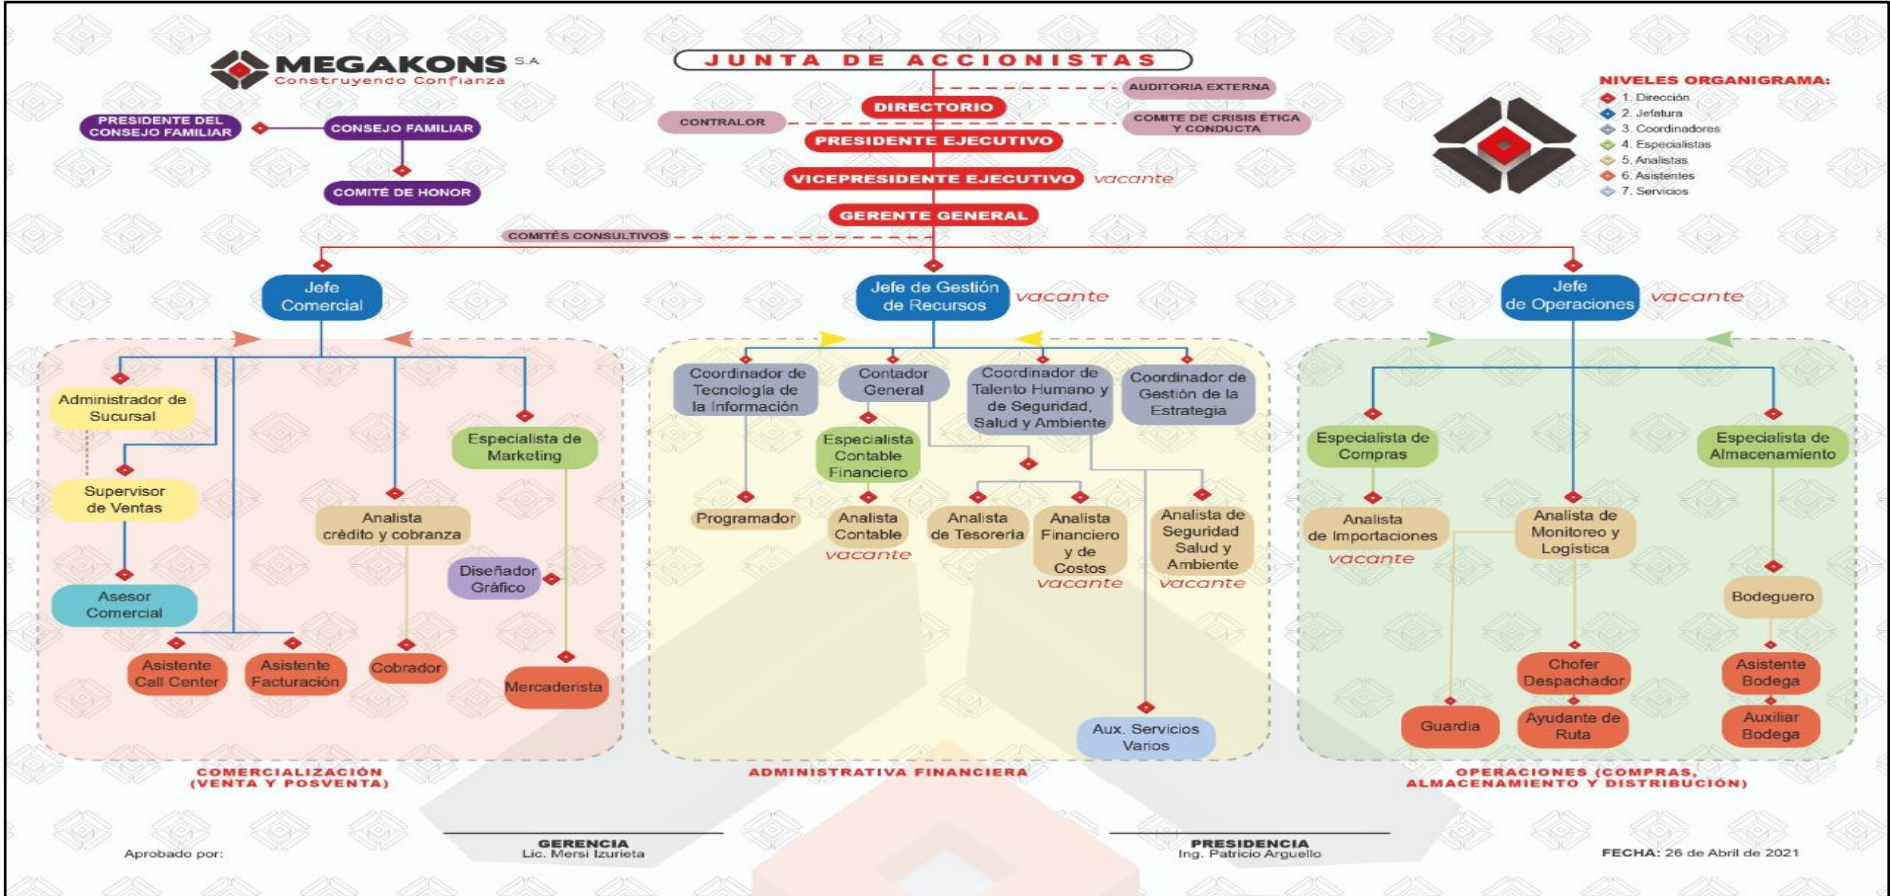 MEGAKONS S.A.
Construyendo Confianza
JUNTA DE ACCIONISTAS
AUDITORIA EXTERNA
DIRECTORIO
CONTRALOR
COMITE DE CRISIS ÉTICA
Y CONDUCTA
PRESIDENTE EJECUTIVO
VICEPRESIDENTE EJECUTIVO vacante
GERENTE GENERAL
COMITÉS CONSULTIVOS
PRESIDENTE DEL
CONSEJO FAMILIAR
CONSEJO FAMILIAR
COMITÉ DE HONOR
NIVELES ORGANIGRAMA:
1. Dirección
2. Jefatura
3. Coordinadores
4. Especialistas
5. Analistas
6. Asistentes
7. Servicios
Jefe
Comercial
Jefe de Gestión
de Recursos
vacante
Jefe
de Operaciones
vacante
Administrador de
Sucursal
Supervisor
de Ventas
Asesor
Comercial
Asistente
Call Center
Asistente
Facturación
Analista
crédito y cobranza
Cobrador
Especialista de
Marketing
Diseñador
Gráfico
Mercaderista
COMERCIALIZACIÓN
(VENTA Y POSVENTA)
Coordinador de
Tecnología de
la Información
Contador
General
Coordinador de
Talento Humano y
de Seguridad,
Salud y Ambiente
Coordinador de
Gestión de la
Estrategia
Especialista
Contable
Financiero
Programador
Analista
Contable
vacante
Analista
de Tesorería
Analista
Financiero
y de
Costos
vacante
Analista de
Seguridad
Salud y
Ambiente
vacante
Aux. Servicios
Varios
ADMINISTRATIVA FINANCIERA
Especialista de
Compras
Especialista de
Almacenamiento
Analista
de Importaciones
vacante
Analista de
Monitoreo y
Logística
Bodeguero
Chofer
Despachador
Asistente
Bodega
Guardia
Ayudante de
Ruta
Auxiliar
Bodega
OPERACIONES (COMPRAS,
ALMACENAMIENTO Y DISTRIBUCIÓN)
Aprobado por:
GERENCIA
Lic. Mersi Izurieta
PRESIDENCIA
Ing. Patricio Arguello
FECHA: 26 de Abril de 2021